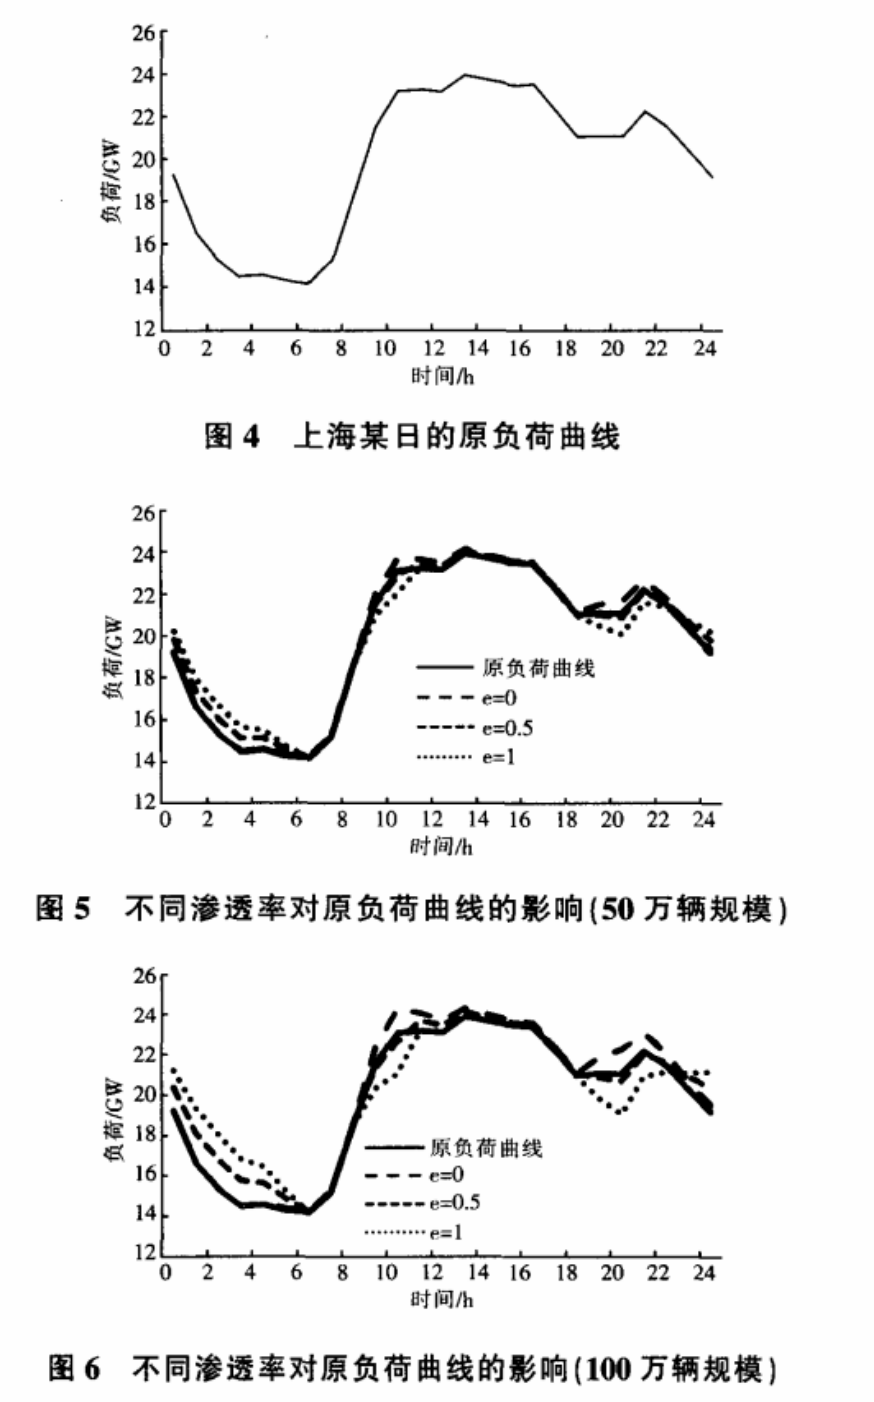 26
24
22
20
18
16
14
12
负荷/GW
0 2 4 6 8 10 12 14 16 18 20 22 24
时间/h
图 4 上海某日的原负荷曲线
26
24
22
20
18
16
14
12
负荷/GW
原负荷曲线
e=0
e=0.5
e=1
0 2 4 6 8 10 12 14 16 18 20 22 24
时间/h
图 5 不同渗透率对原负荷曲线的影响(50 万辆规模)
26
24
22
20
18
16
14
12
负荷/GW
原负荷曲线
e=0
e=0.5
e=1
0 2 4 6 8 10 12 14 16 18 20 22 24
时间/h
图 6 不同渗透率对原负荷曲线的影响(100 万辆规模)